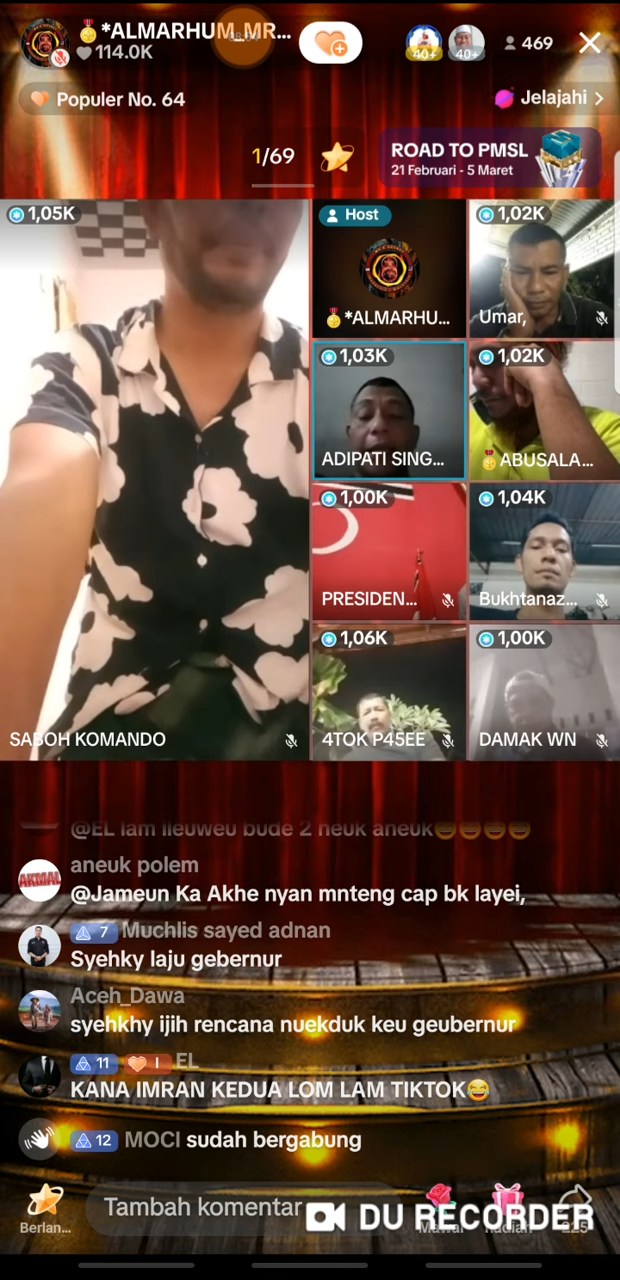 🏅*ALMARHUM_MR...
114.0K
40+
40+
469
Populer No. 64
Jelajahi >
1/69
ROAD TO PMSL
21 Februari - 5 Maret
1,05K
Host
1,02K
🏅*ALMARHU...
Umar,
1,03K
1,02K
ADIPATI SING...
🏅ABUSALA...
1,00K
1,04K
PRESIDEN...
Bukhtanaz...
1,06K
1,00K
SABOH KOMANDO
4TOK P45EE
DAMAK WN
@EL lam ileuweu bude 2 neuk aneuk😅😅😅😅
aneuk polem
AKMAL
@Jameun Ka Akhe nyan mnteng cap bk layei,
7 Muchlis sayed adnan
Syehky laju gebernur
Aceh_Dawa
syehkhy ijih rencana nuekduk keu geubernur
11 I EL
KANA IMRAN KEDUA LOM LAM TIKTOK😂
12 MOCI sudah bergabung
Tambah komentar
DU RECORDER
Berlan...
Mawar